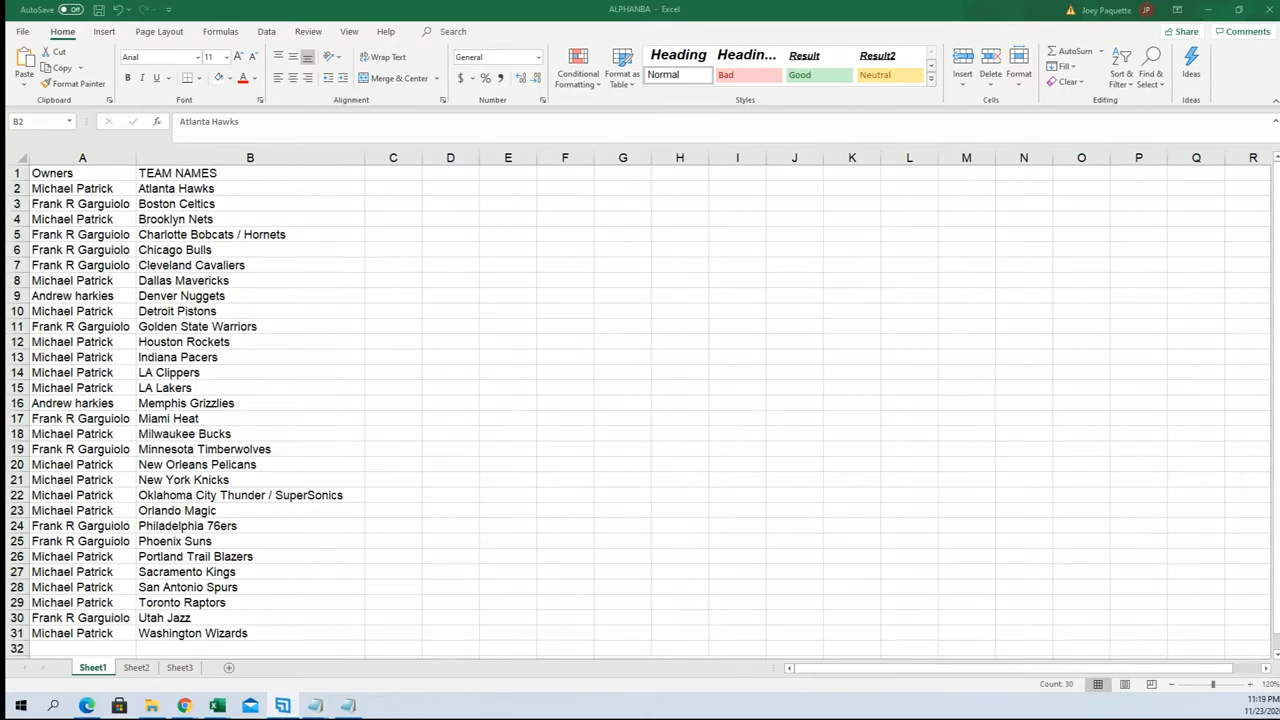 AutoSave Off ALPHANBA - Excel Joey Paquette JP
File Home Insert Page Layout Formulas Data Review View Help Search Share Comments
Paste Cut Copy Format Painter Clipboard
Arial 11 A A B I U A Font
Wrap Text Merge & Center Alignment
General $ % 9 Number
Conditional Formatting Format as Table
Heading Headin... Result Result2
Normal Bad Good Neutral
Styles
Insert Delete Format Cells
AutoSum Fill Clear Sort & Filter Find & Select Editing
Ideas Ideas
B2 fx Atlanta Hawks
A B C D E F G H I J K L M N O P Q R
1 Owners TEAM NAMES
2 Michael Patrick Atlanta Hawks
3 Frank R Garguiolo Boston Celtics
4 Michael Patrick Brooklyn Nets
5 Frank R Garguiolo Charlotte Bobcats / Hornets
6 Frank R Garguiolo Chicago Bulls
7 Frank R Garguiolo Cleveland Cavaliers
8 Michael Patrick Dallas Mavericks
9 Andrew harkies Denver Nuggets
10 Michael Patrick Detroit Pistons
11 Frank R Garguiolo Golden State Warriors
12 Michael Patrick Houston Rockets
13 Michael Patrick Indiana Pacers
14 Michael Patrick LA Clippers
15 Michael Patrick LA Lakers
16 Andrew harkies Memphis Grizzlies
17 Frank R Garguiolo Miami Heat
18 Michael Patrick Milwaukee Bucks
19 Frank R Garguiolo Minnesota Timberwolves
20 Michael Patrick New Orleans Pelicans
21 Michael Patrick New York Knicks
22 Michael Patrick Oklahoma City Thunder / SuperSonics
23 Michael Patrick Orlando Magic
24 Frank R Garguiolo Philadelphia 76ers
25 Frank R Garguiolo Phoenix Suns
26 Michael Patrick Portland Trail Blazers
27 Michael Patrick Sacramento Kings
28 Michael Patrick San Antonio Spurs
29 Michael Patrick Toronto Raptors
30 Frank R Garguiolo Utah Jazz
31 Michael Patrick Washington Wizards
32
Sheet1 Sheet2 Sheet3
Count: 30 120%
11:19 PM